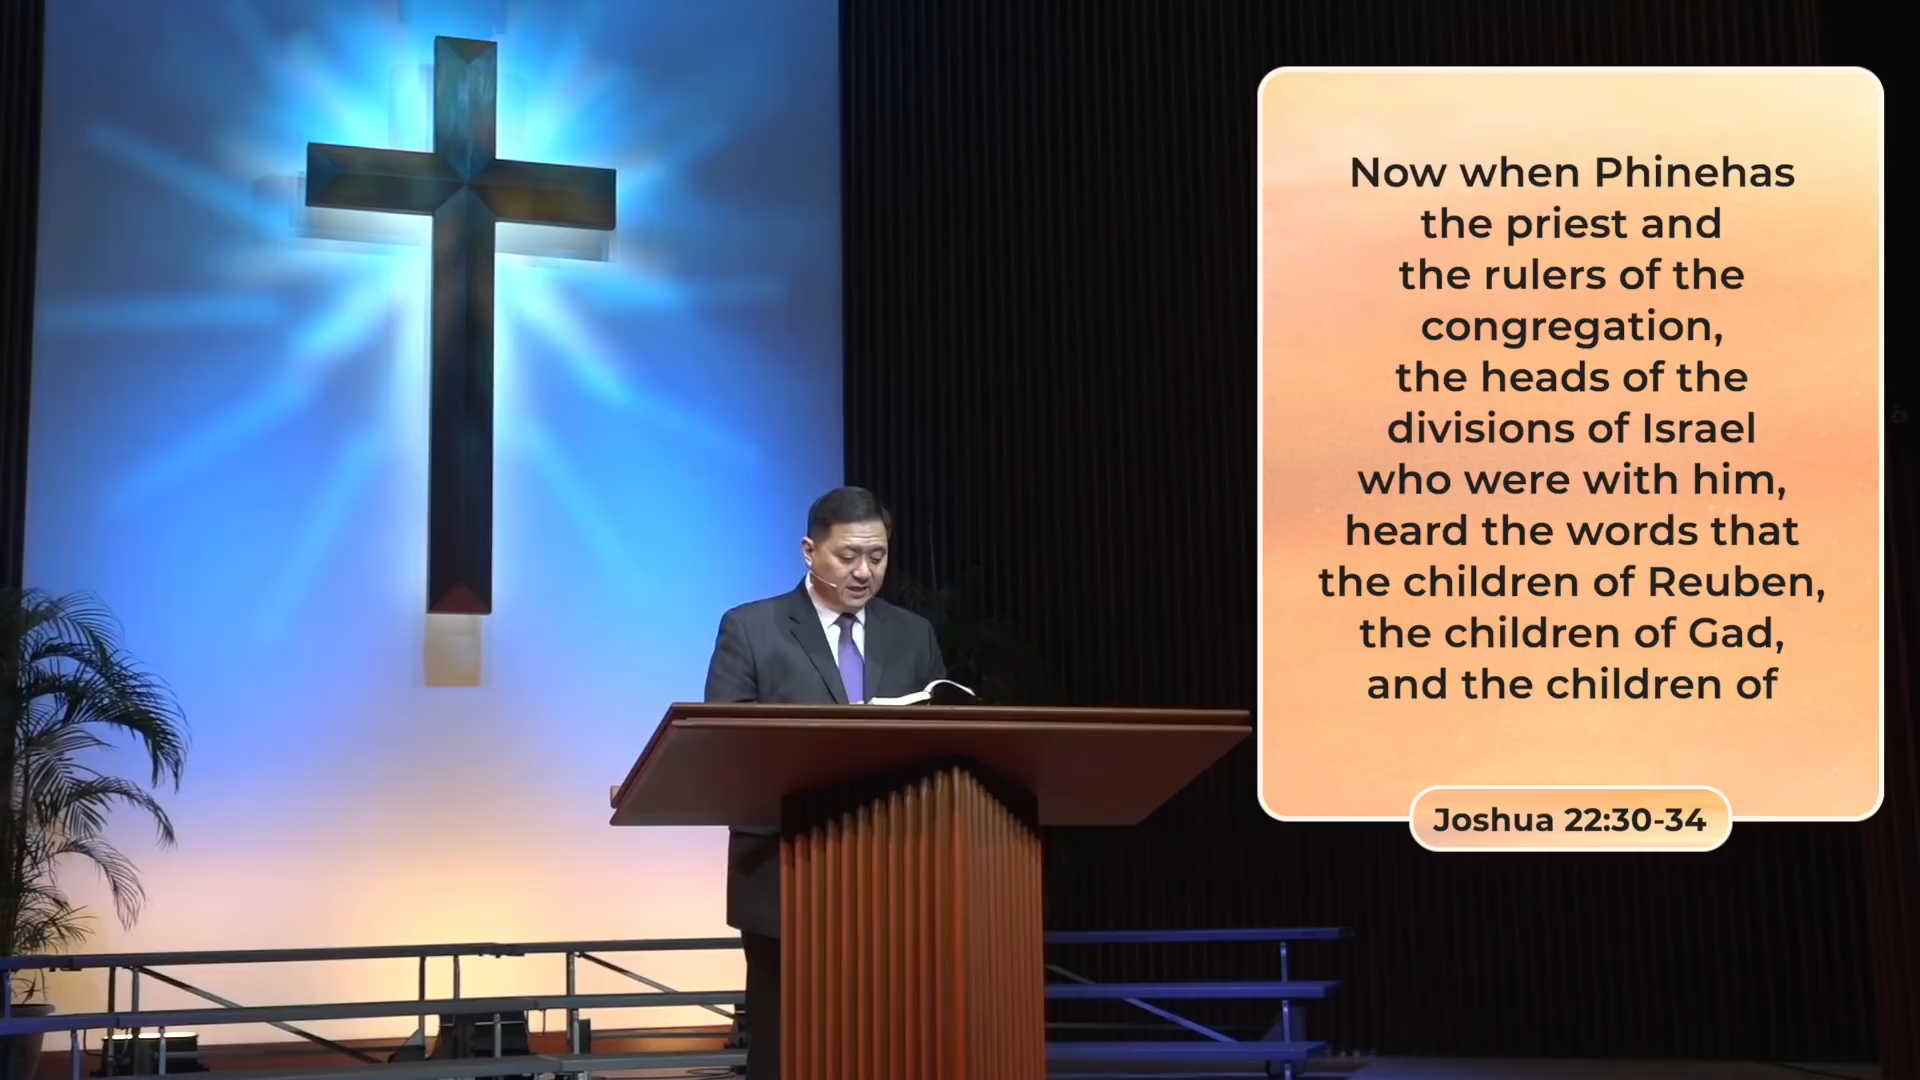 Now when Phinehas
the priest and
the rulers of the
congregation,
the heads of the
divisions of Israel
who were with him,
heard the words that
the children of Reuben,
the children of Gad,
and the children of
Joshua 22:30-34